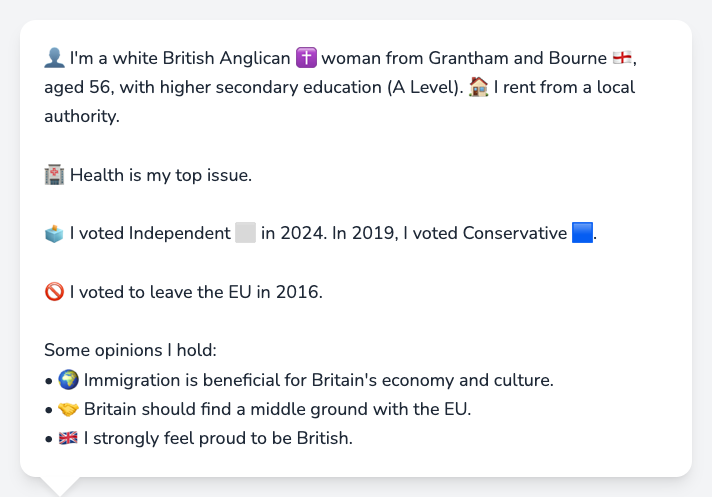 👤 I'm a white British Anglican ✝️ woman from Grantham and Bourne 🏴󠁧󠁢󠁥󠁮󠁧󠁿,
aged 56, with higher secondary education (A Level). 🏠 I rent from a local
authority.
🏥 Health is my top issue.
🗳️ I voted Independent ⬜ in 2024. In 2019, I voted Conservative 🟦.
🚫 I voted to leave the EU in 2016.
Some opinions I hold:
• 🌍 Immigration is beneficial for Britain's economy and culture.
• 🤝 Britain should find a middle ground with the EU.
• 🇬🇧 I strongly feel proud to be British.